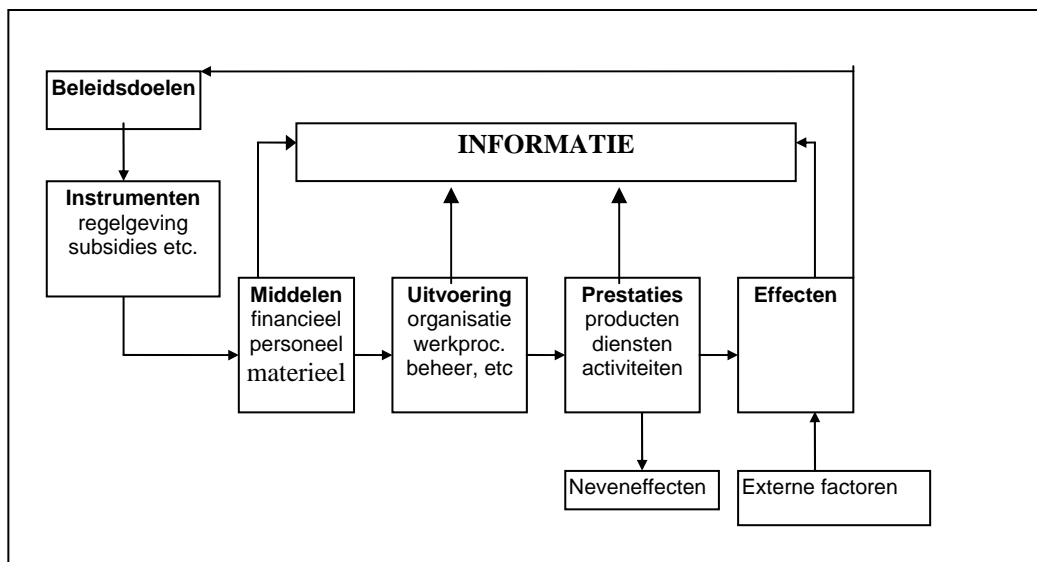 Beleidsdoelen
INFORMATIE
Instrumenten
regelgeving
subsidies etc.
Middelen
financieel
personeel
materieel
Uitvoering
organisatie
werkproc.
beheer, etc
Prestaties
producten
diensten
activiteiten
Effecten
Neveneffecten
Externe factoren